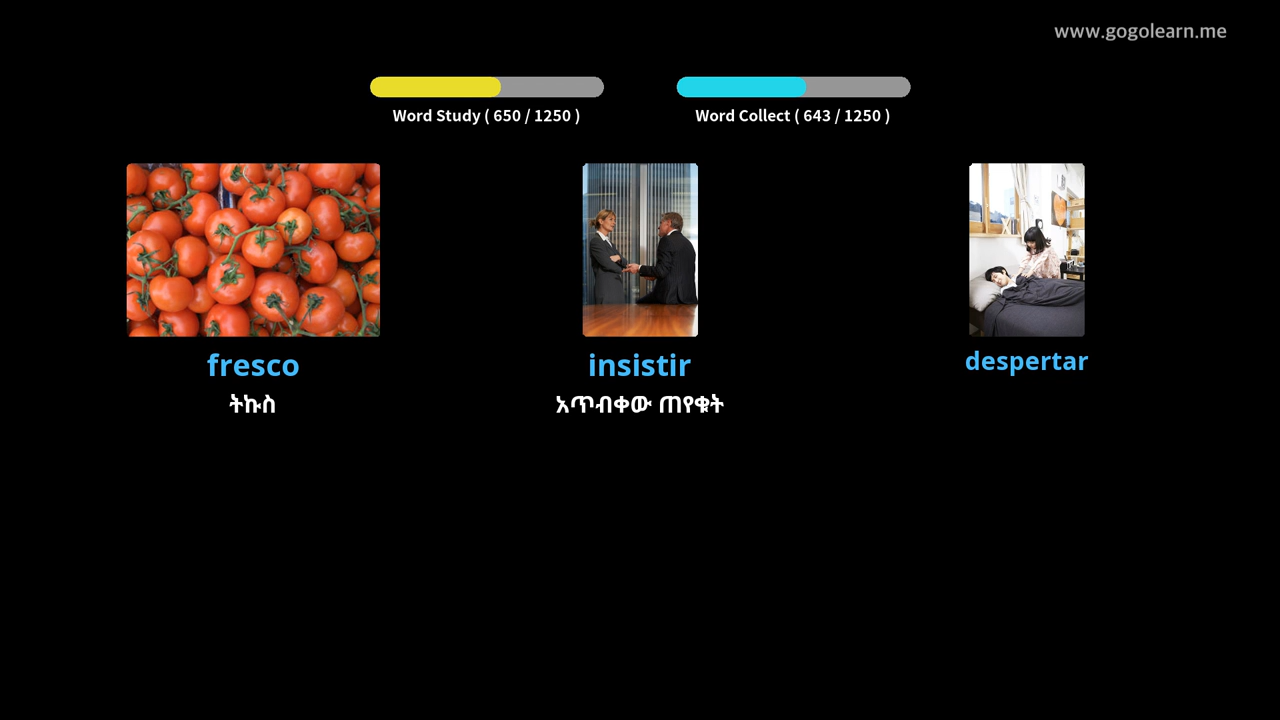 www.gogolearn.me
Word Study ( 650 / 1250 )
Word Collect ( 643 / 1250 )
fresco
ትኩስ
insistir
አጥብቀው ጠየቁት
despertar